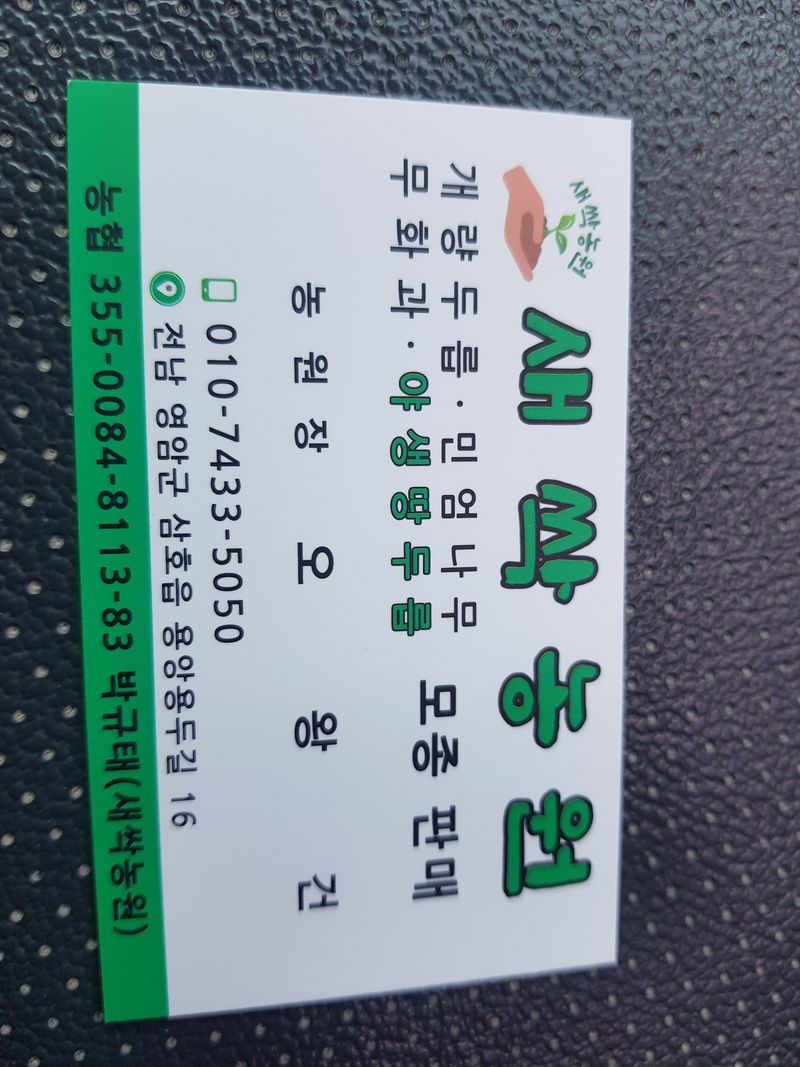 새싹농원
새싹농원
개량두릅·민엄나무
무화과·야생땅두릅
모종 판매
농원장 오 왕 건
010-7433-5050
전남 영암군 삼호읍 용앙용두길 16
농협 355-0084-8113-83 박규태(새싹농원)